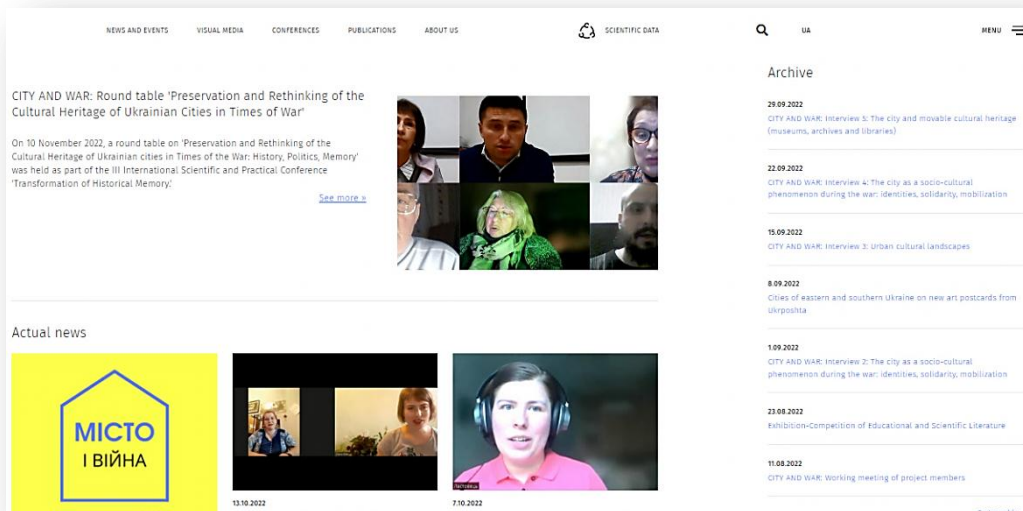 NEWS AND EVENTS
VISUAL MEDIA
CONFERENCES
PUBLICATIONS
ABOUT US
SCIENTIFIC DATA
UA
MENU
CITY AND WAR: Round table 'Preservation and Rethinking of the
Cultural Heritage of Ukrainian Cities in Times of War'
On 10 November 2022, a round table on 'Preservation and Rethinking of the
Cultural Heritage of Ukrainian cities in Times of the War: History, Politics, Memory'
was held as part of the III International Scientific and Practical Conference
'Transformation of Historical Memory.'
See more »
Actual news
МІСТО
І ВІЙНА
13.10.2022
7.10.2022
Archive
29.09.2022
CITY AND WAR: Interview 5: The city and movable cultural heritage
(museums, archives and libraries)
22.09.2022
CITY AND WAR: Interview 4: The city as a socio-cultural
phenomenon during the war: identities, solidarity, mobilization
15.09.2022
CITY AND WAR: Interview 3: Urban cultural landscapes
8.09.2022
Cities of eastern and southern Ukraine on new art postcards from
Ukrposhta
1.09.2022
CITY AND WAR: Interview 2: The city as a socio-cultural
phenomenon during the war: identities, solidarity, mobilization
23.08.2022
Exhibition-Competition of Educational and Scientific Literature
11.08.2022
CITY AND WAR: Working meeting of project members